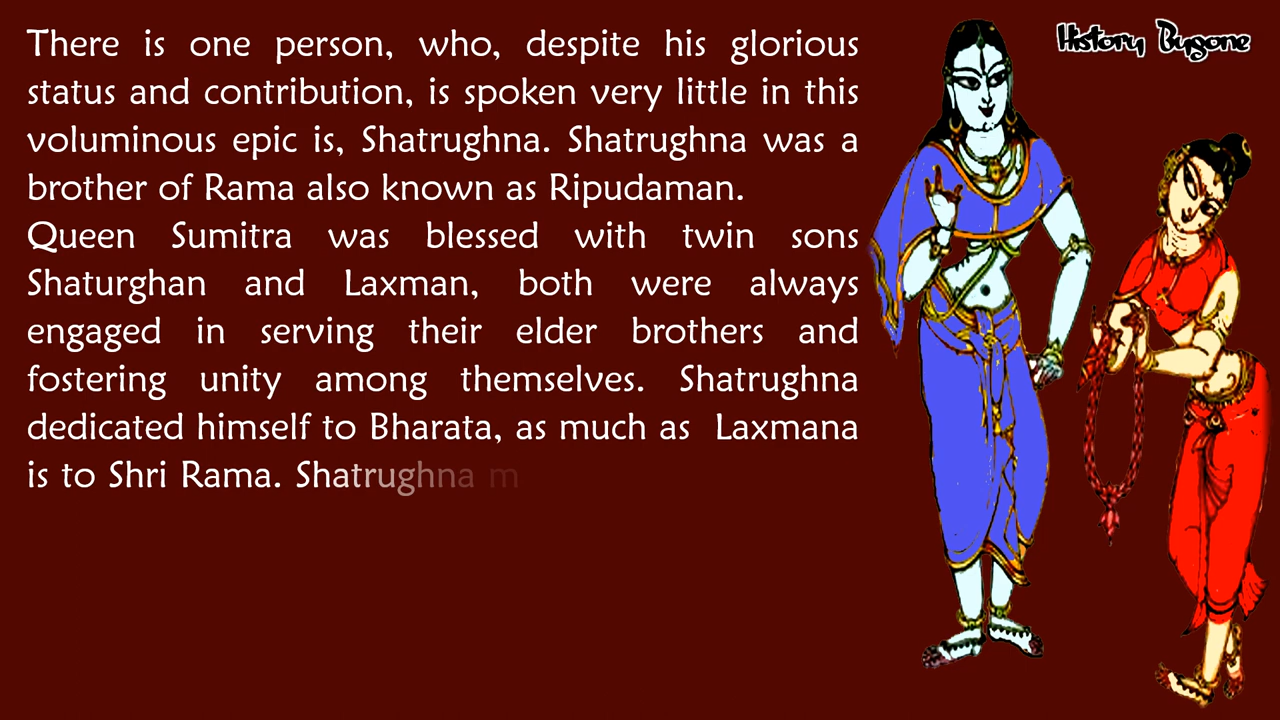 There is one person, who, despite his glorious
status and contribution, is spoken very little in this
voluminous epic is, Shatrughna. Shatrughna was a
brother of Rama also known as Ripudaman.
Queen Sumitra was blessed with twin sons
Shaturghan and Laxman, both were always
engaged in serving their elder brothers and
fostering unity among themselves. Shatrughna
dedicated himself to Bharata, as much as Laxmana
is to Shri Rama. Shatrughna m
History Bygone